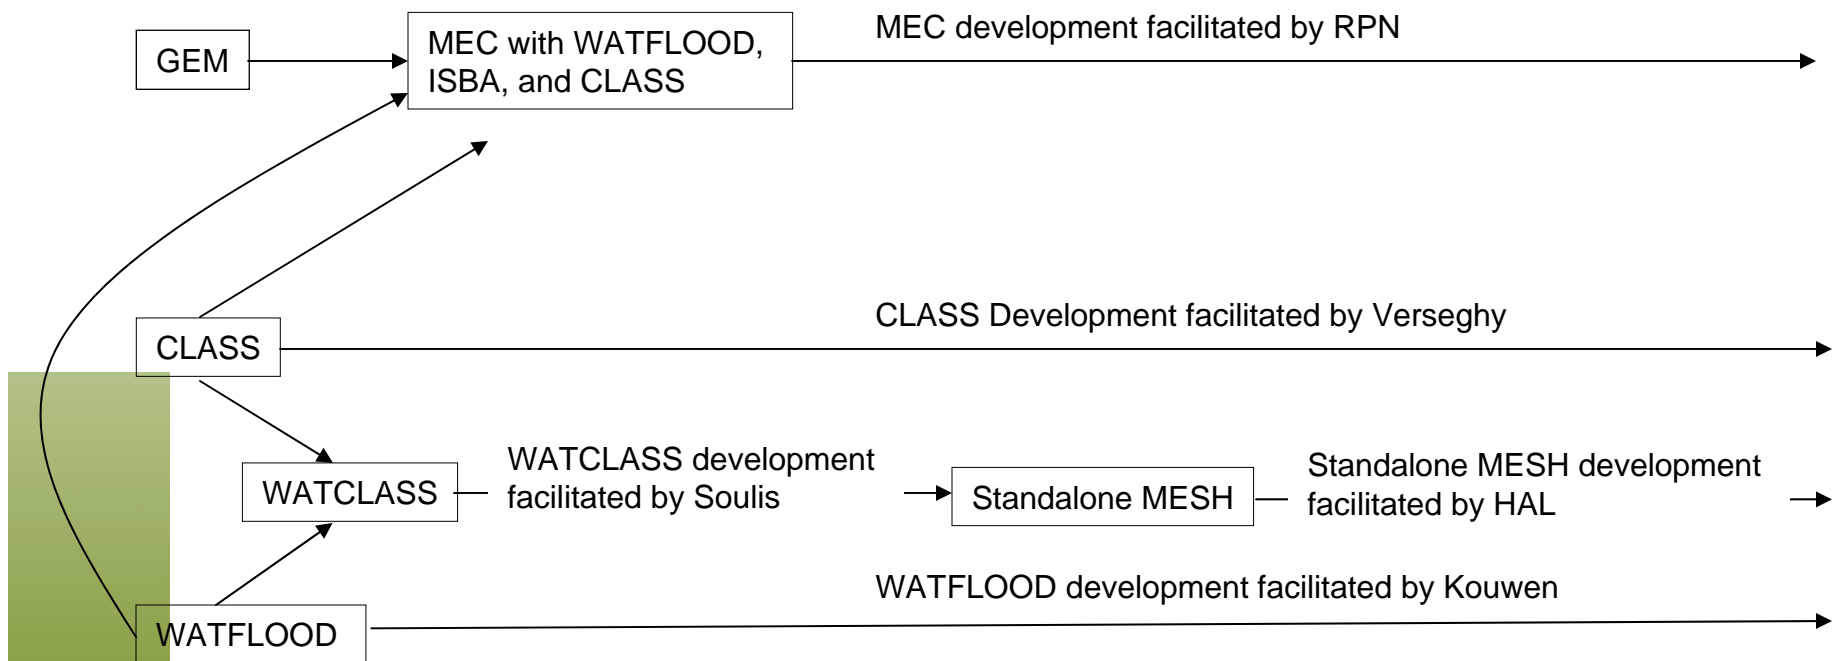 MEC development facilitated by RPN
GEM
MEC with WATFLOOD,
ISBA, and CLASS
CLASS Development facilitated by Verseghy
CLASS
WATCLASS
WATCLASS development
facilitated by Soulis
Standalone MESH
Standalone MESH development
facilitated by HAL
WATFLOOD development facilitated by Kouwen
WATFLOOD